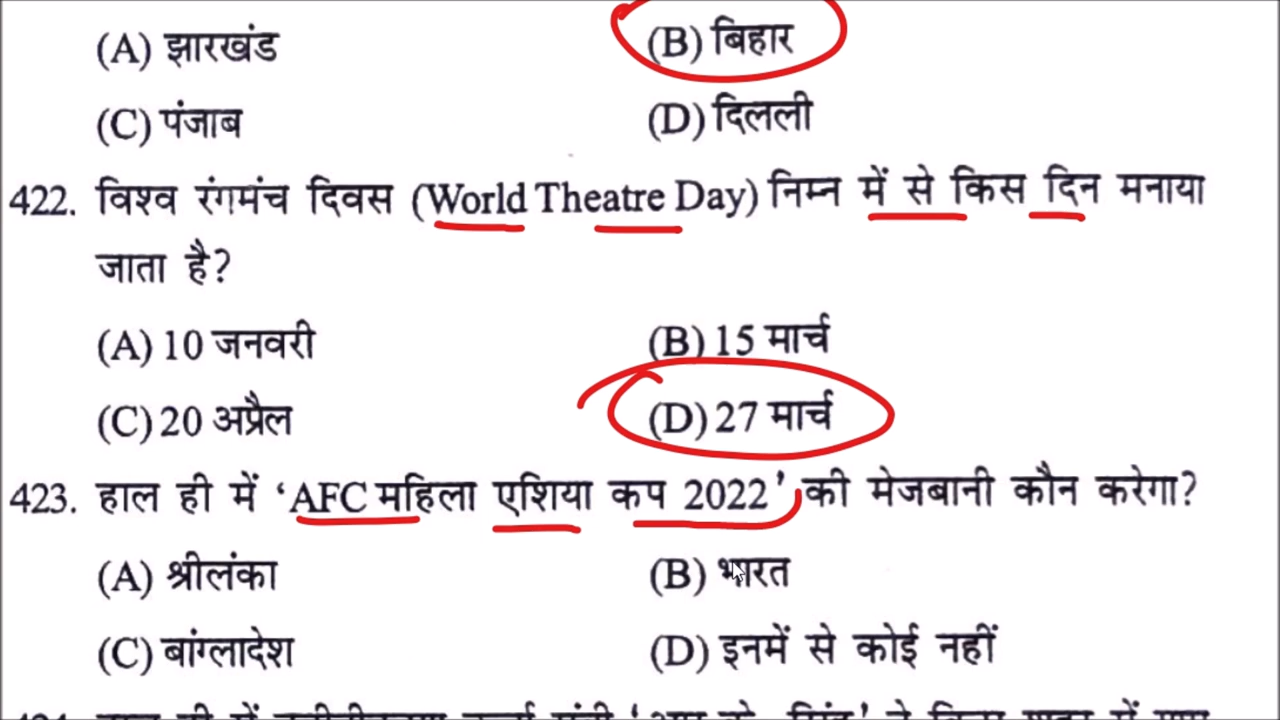 (A) झारखंड (B) बिहार
(C) पंजाब (D) दिलली
422. विश्व रंगमंच दिवस (World Theatre Day) निम्न में से किस दिन मनाया
जाता है?
(A) 10 जनवरी (B) 15 मार्च
(C) 20 अप्रैल (D) 27 मार्च
423. हाल ही में ‘AFC महिला एशिया कप 2022’ की मेजबानी कौन करेगा?
(A) श्रीलंका (B) भारत
(C) बांग्लादेश (D) इनमें से कोई नहीं